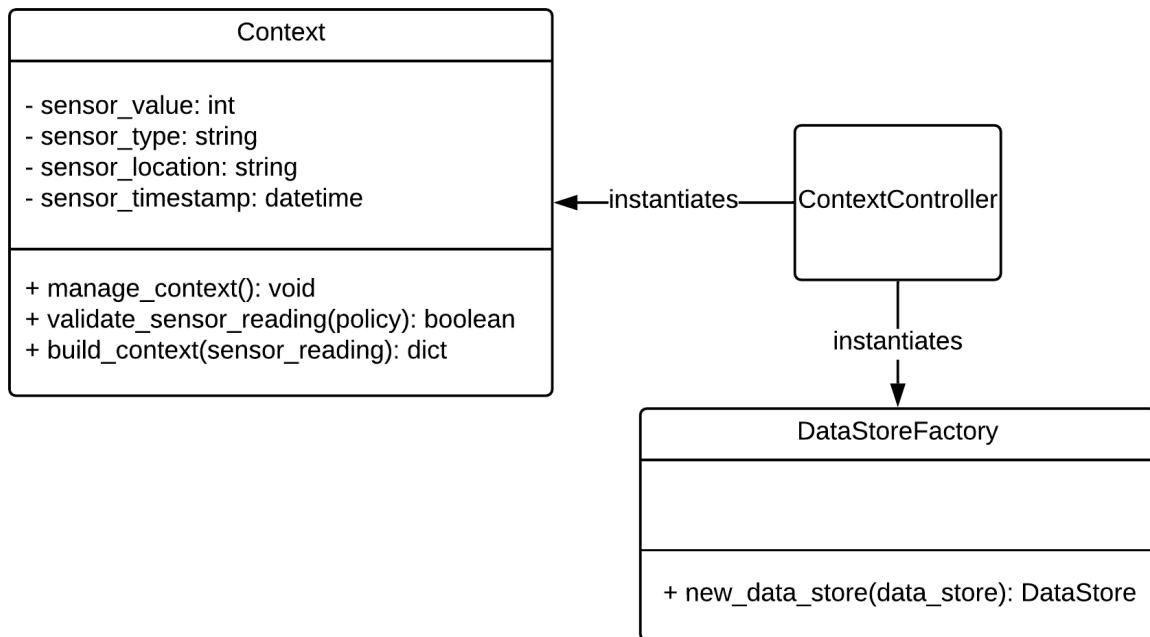 Context
- sensor_value: int
- sensor_type: string
- sensor_location: string
- sensor_timestamp: datetime
+ manage_context(): void
+ validate_sensor_reading(policy): boolean
+ build_context(sensor_reading): dict
instantiates
ContextController
instantiates
DataStoreFactory
+ new_data_store(data_store): DataStore